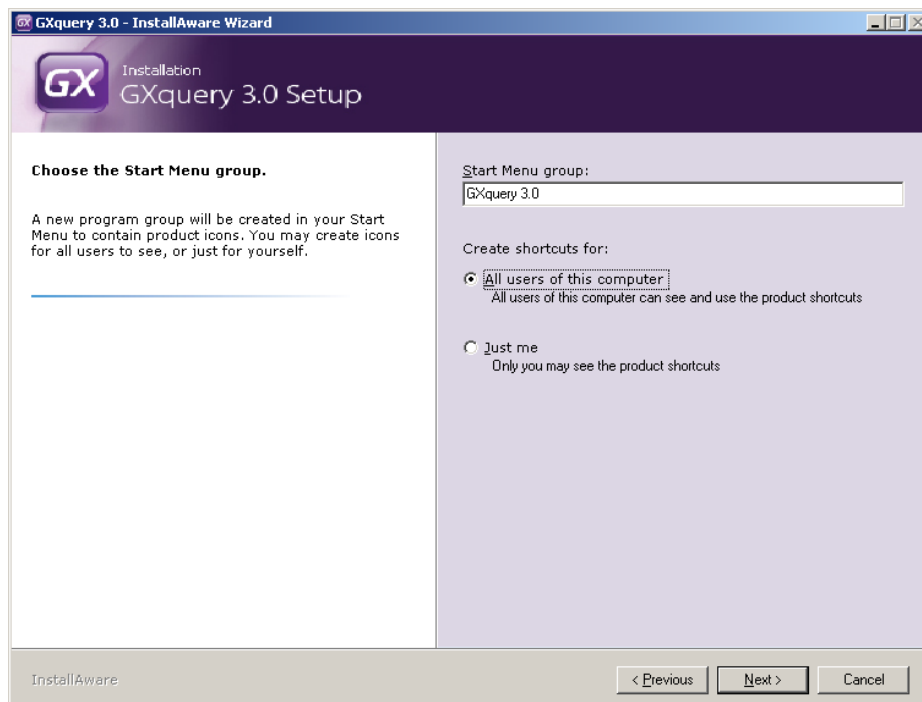 GXquery 3.0 - InstallAware Wizard
GX
Installation
GXquery 3.0 Setup
Choose the Start Menu group.
A new program group will be created in your Start
Menu to contain product icons. You may create icons
for all users to see, or just for yourself.
Start Menu group:
GXquery 3.0
Create shortcuts for:
All users of this computer
All users of this computer can see and use the product shortcuts
Just me
Only you may see the product shortcuts
InstallAware
< Previous
Next >
Cancel